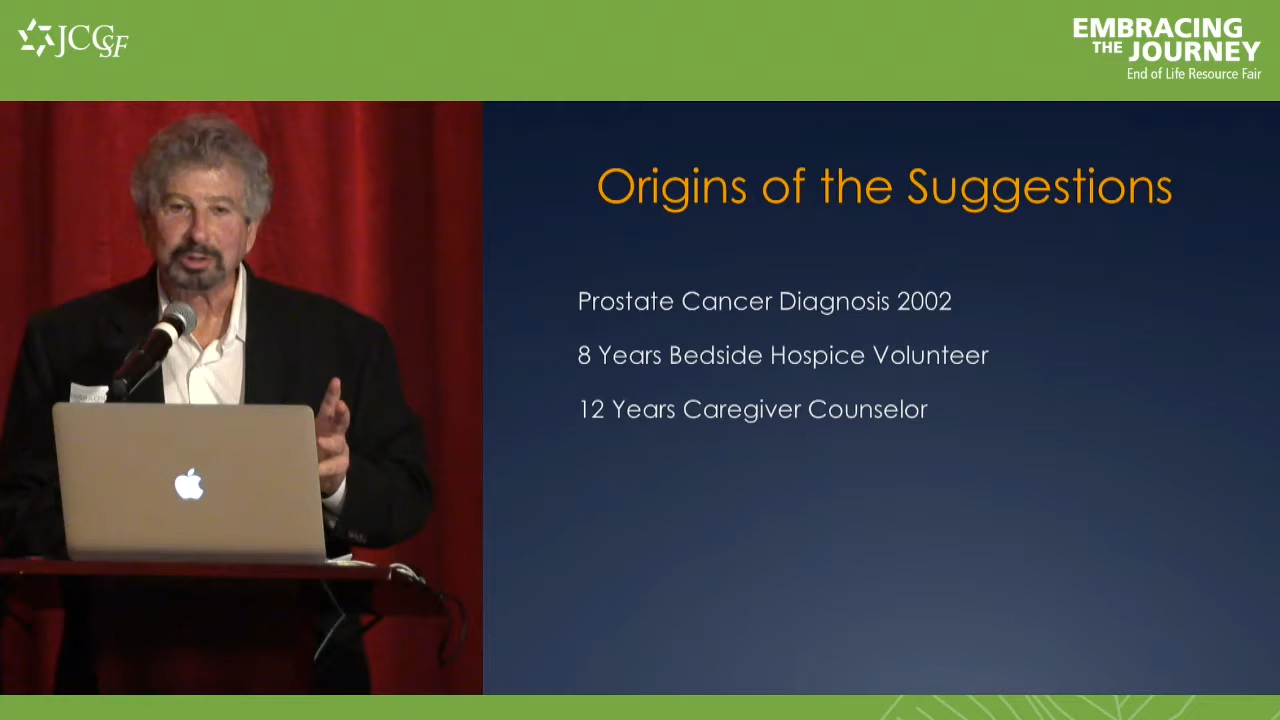 JCCSF
EMBRACING
THE JOURNEY
End of Life Resource Fair
Origins of the Suggestions
Prostate Cancer Diagnosis 2002
8 Years Bedside Hospice Volunteer
12 Years Caregiver Counselor